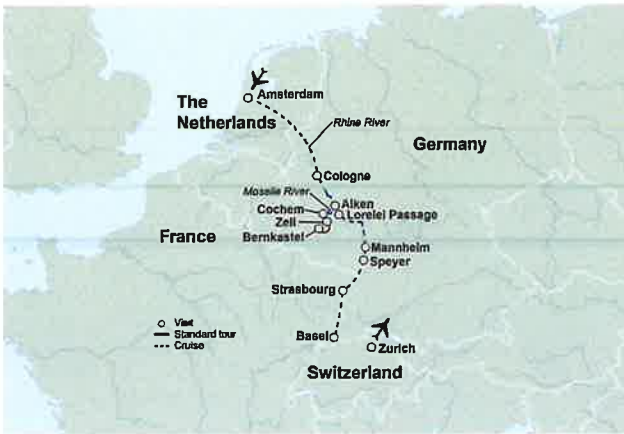 Amsterdam
The
Netherlands
Rhine River
Germany
Cologne
Moselle River
Alken
Cochem
Lorelei Passage
Zell
Bernkastel
France
Mannheim
Speyer
Strasbourg
Visit
Standard tour
Cruise
Basel
Zurich
Switzerland